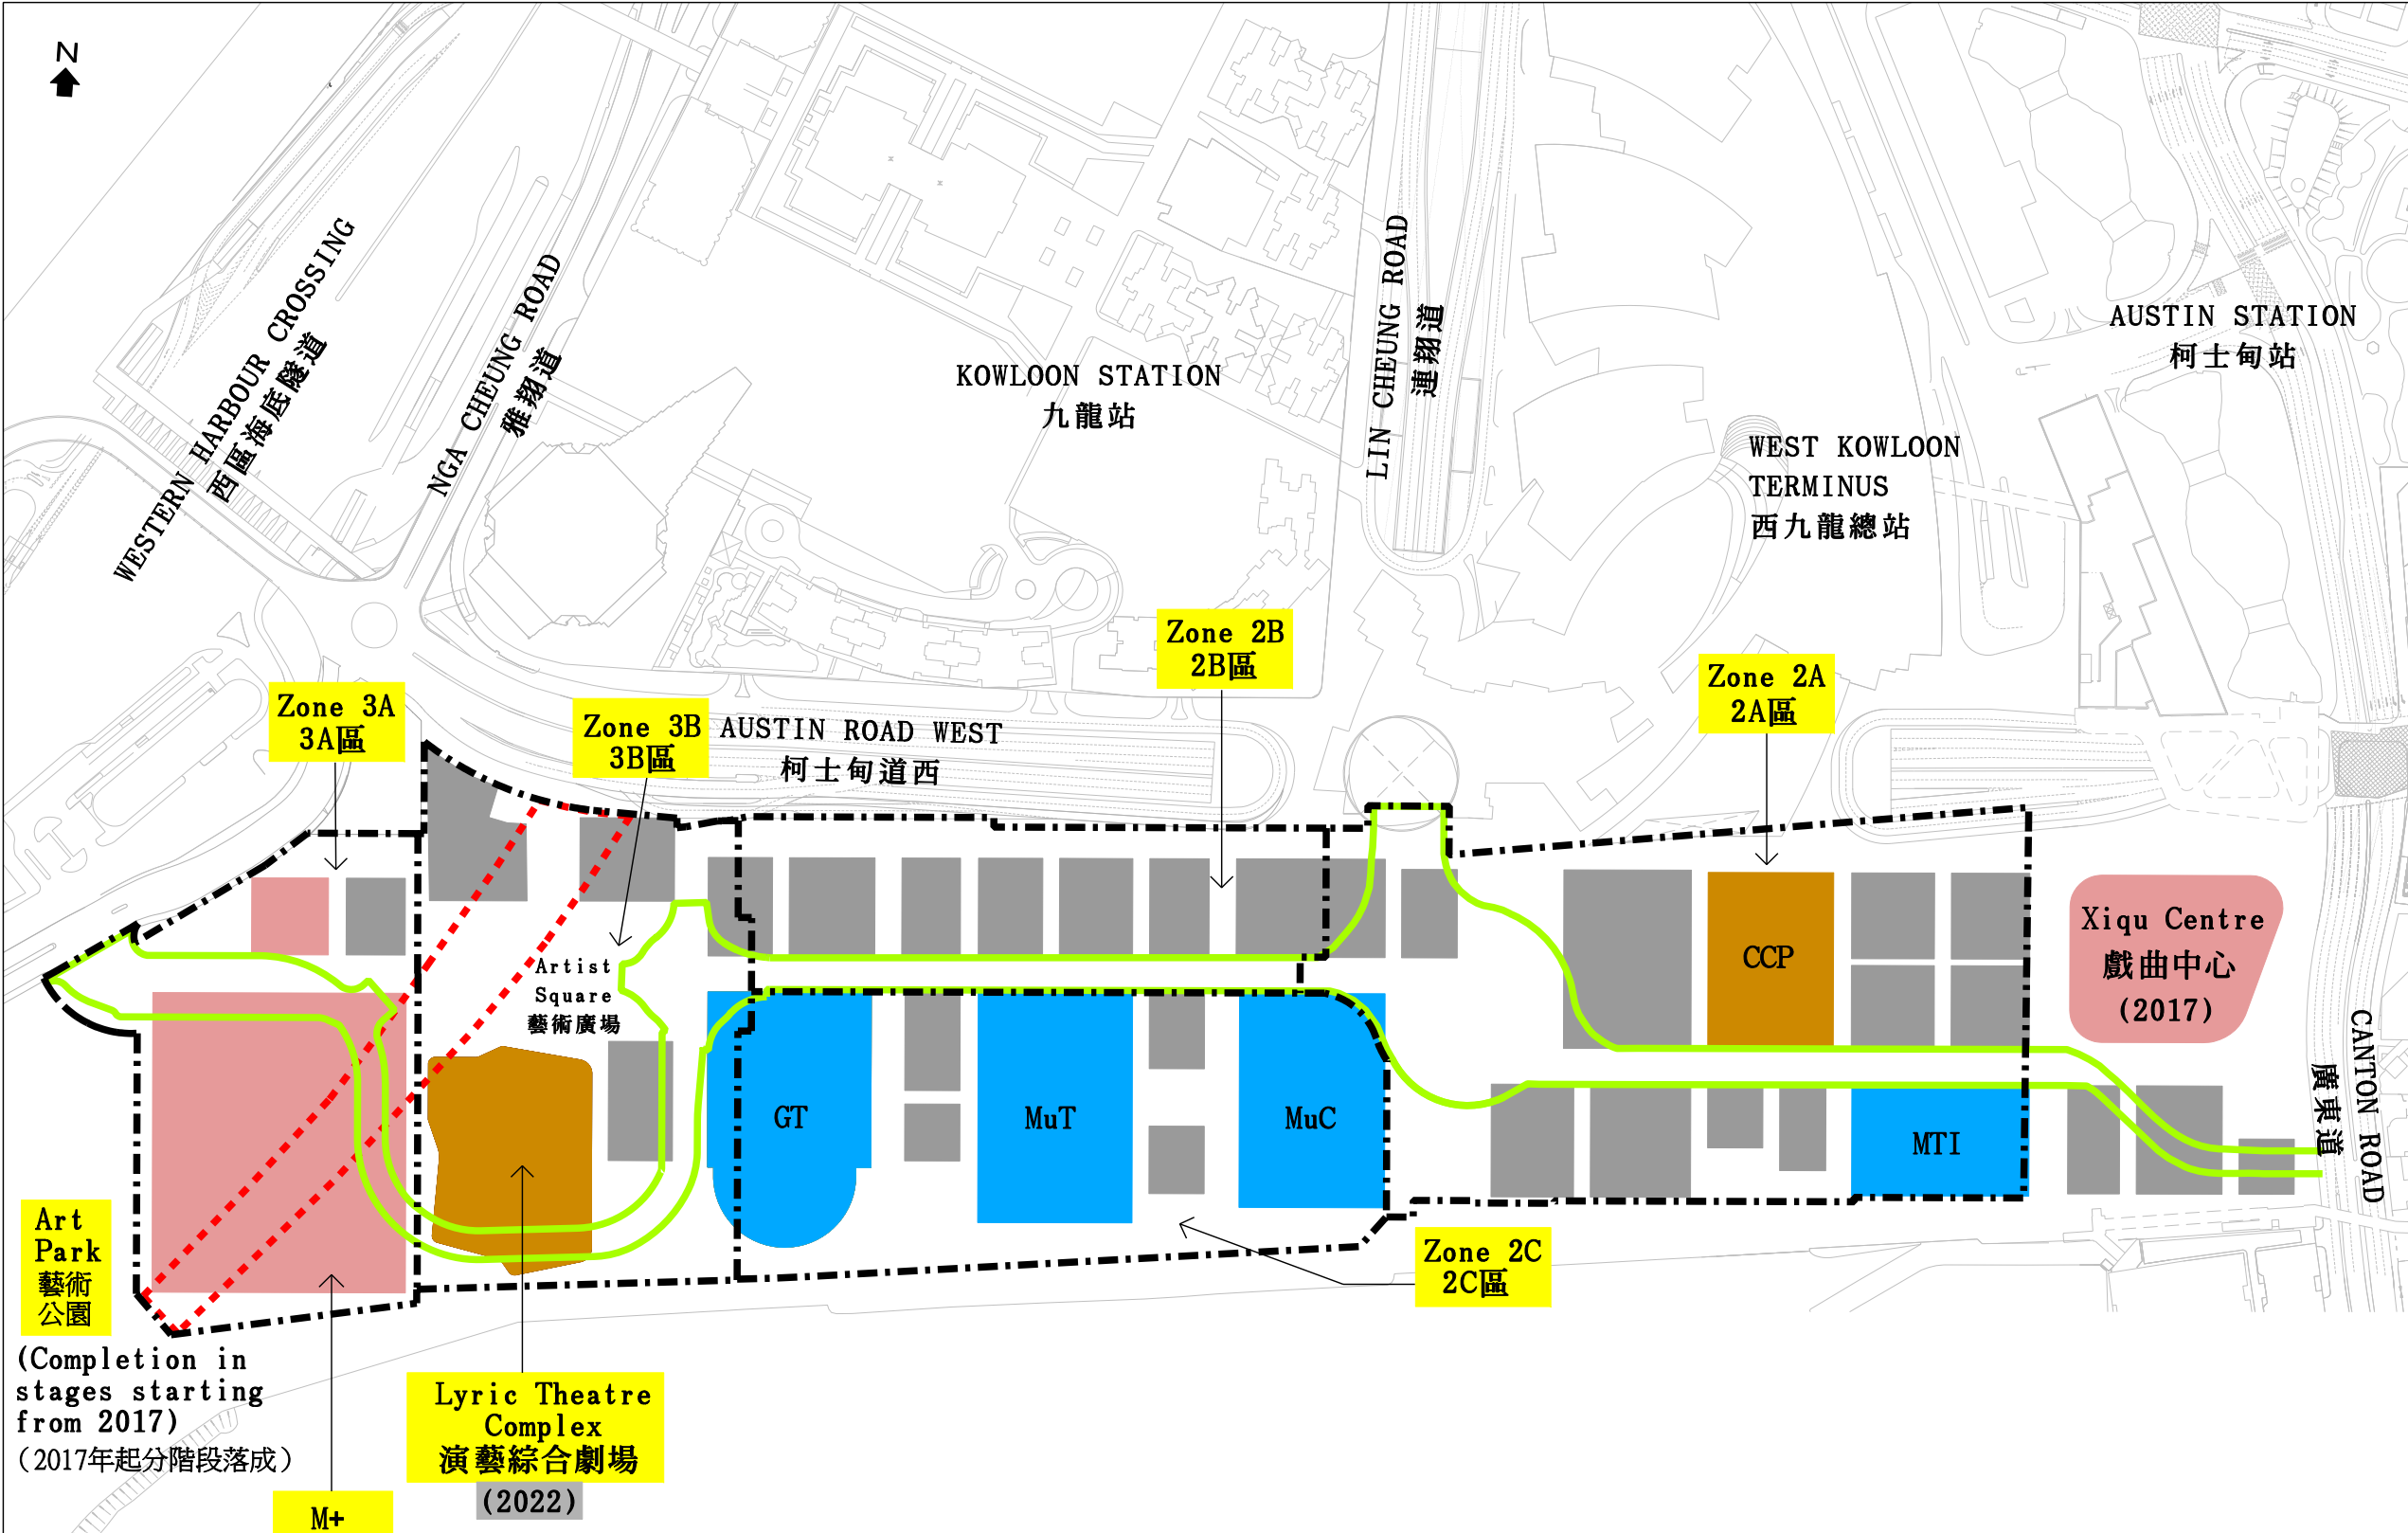 N
WESTERN HARBOUR CROSSING
西區海底隧道
NGA CHEUNG ROAD
雅翔道
KOWLOON STATION
九龍站
LIN CHEUNG ROAD
連翔道
WEST KOWLOON
TERMINUS
西九龍總站
AUSTIN STATION
柯士甸站
Zone 3A
3A區
Zone 3B
3B區
AUSTIN ROAD WEST
柯士甸道西
Zone 2B
2B區
Zone 2A
2A區
Artist
Square
藝術廣場
CCP
Xiqu Centre
戲曲中心
(2017)
GT
MuT
MuC
MTI
CANTON ROAD
廣東道
Zone 2C
2C區
Art
Park
藝術
公園
(Completion in
stages starting
from 2017)
(2017年起分階段落成)
Lyric Theatre
Complex
演藝綜合劇場
(2022)
M+